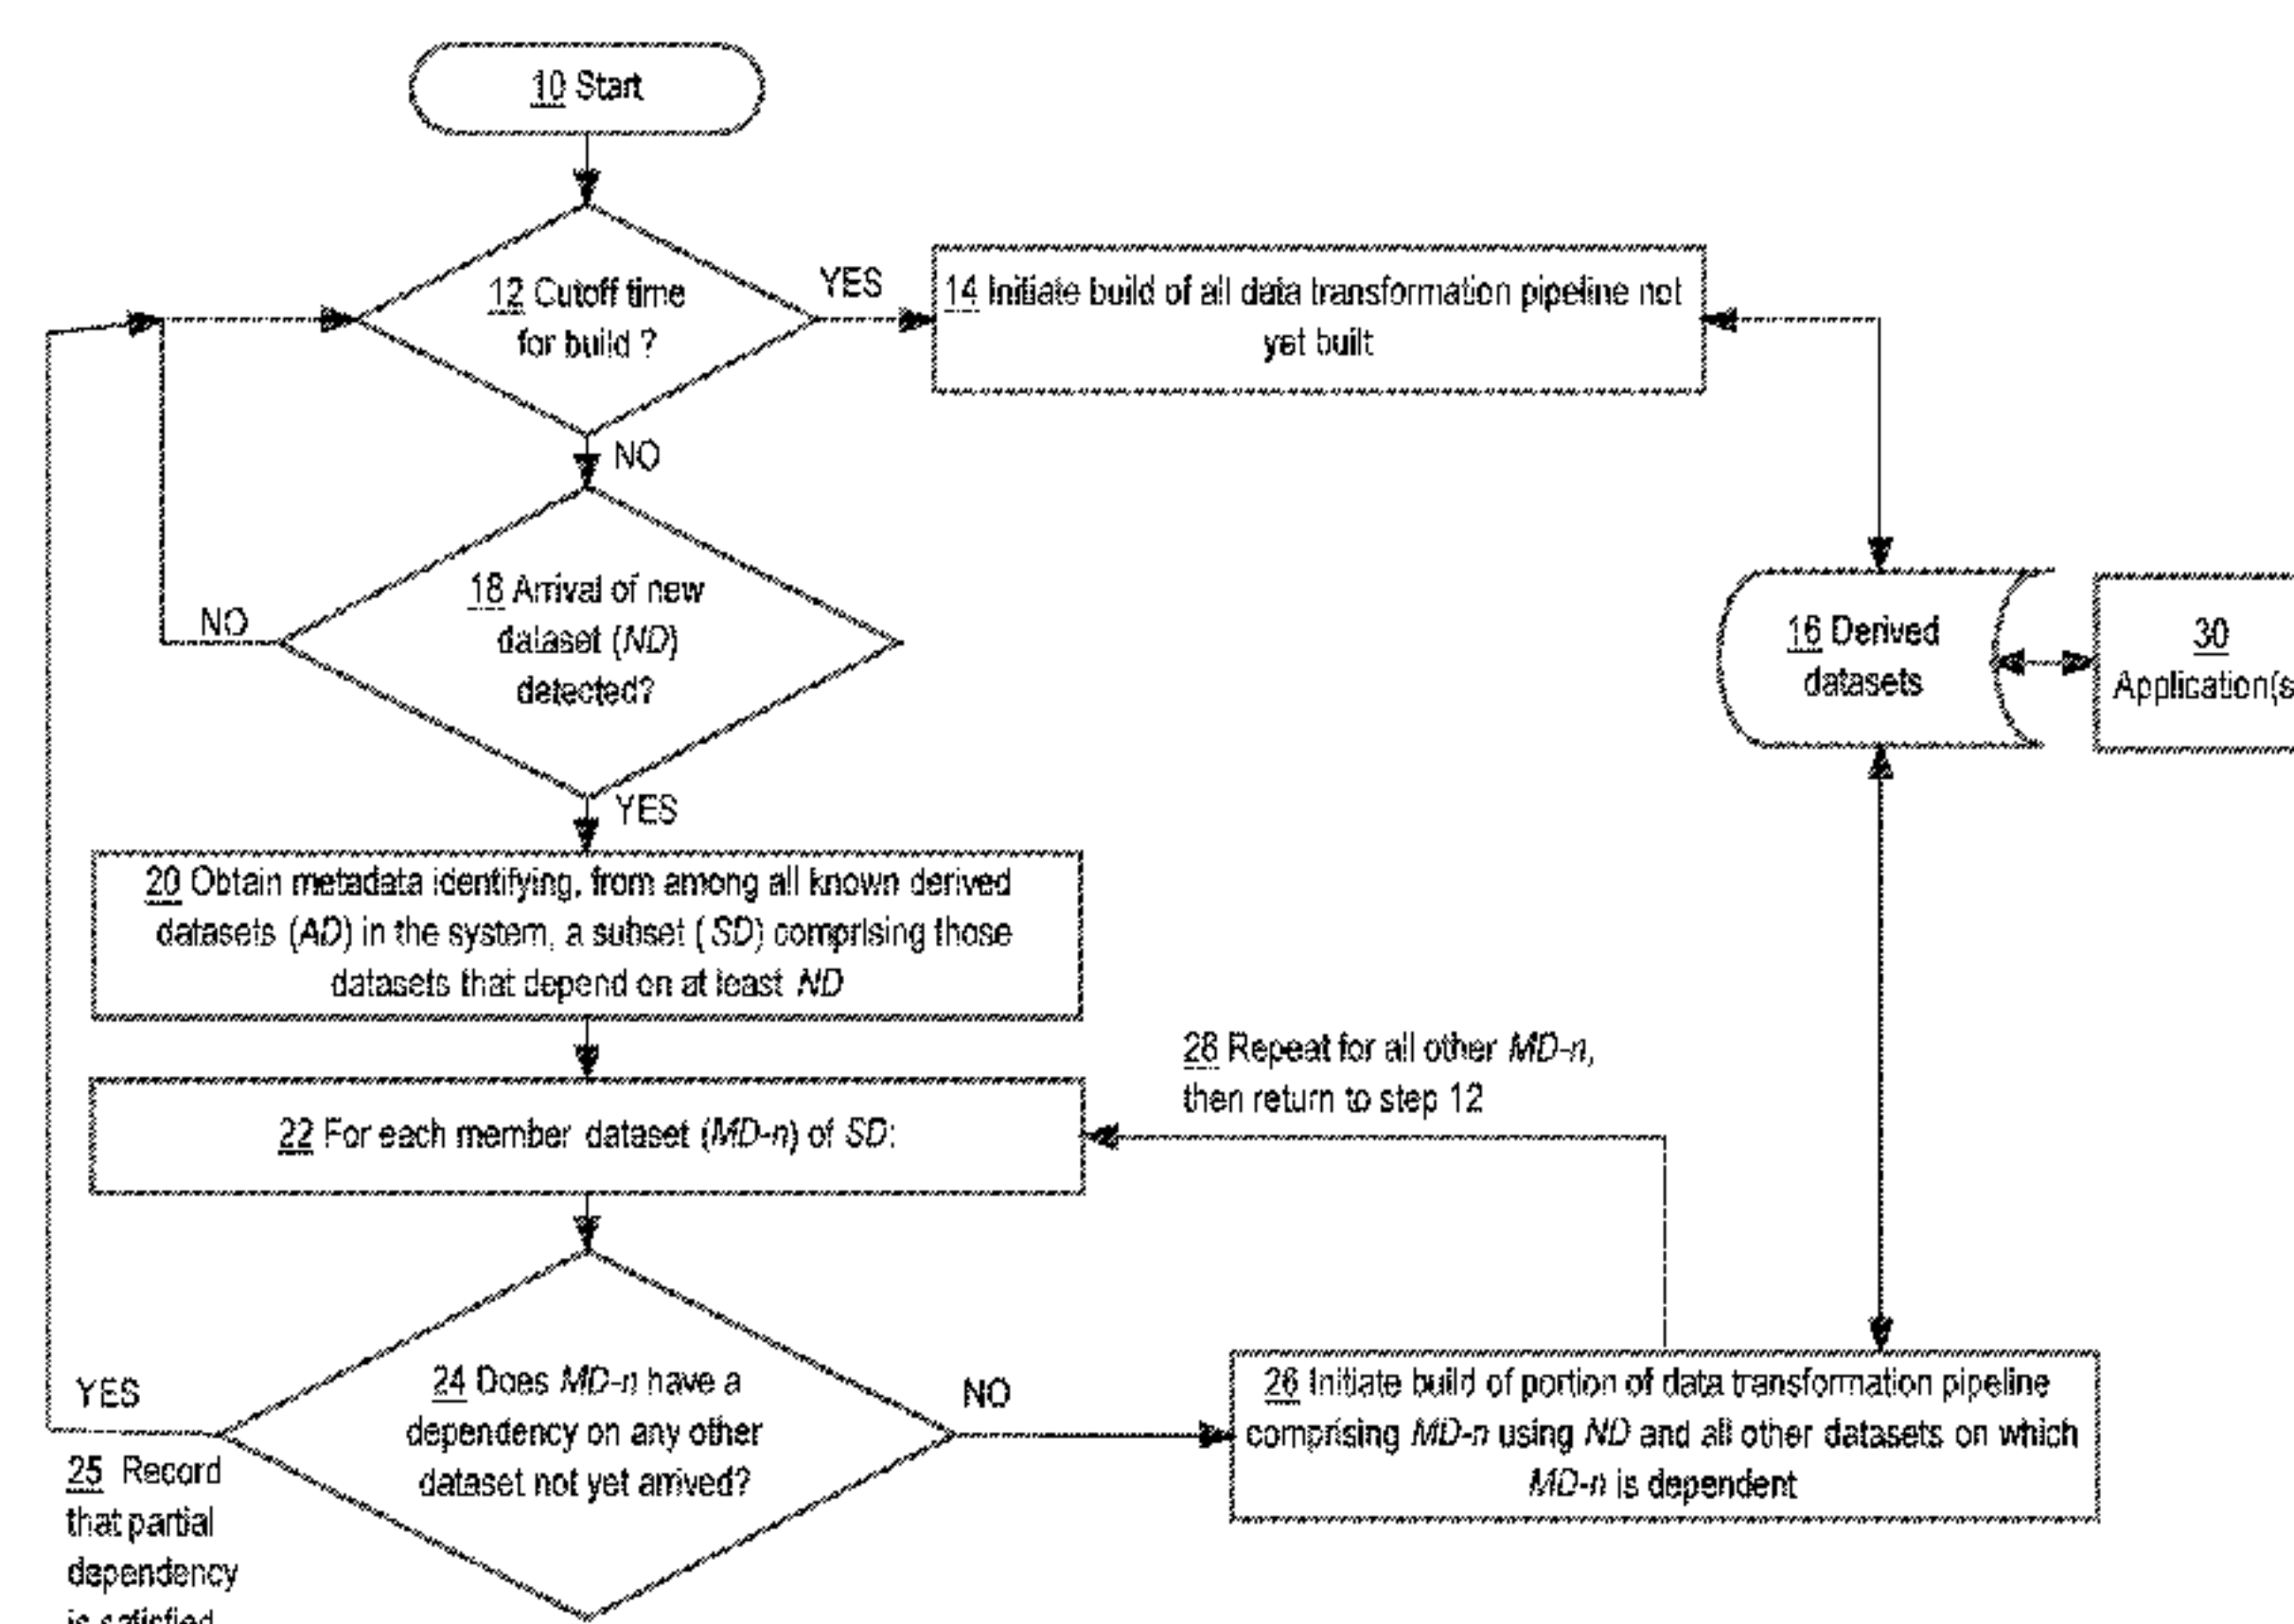 10 Start
12 Cutoff time
for build ?
YES
14 Initiate build of all data transformation pipeline not
yet built
NO
18 Arrival of new
dataset (ND)
detected?
NO
YES
16 Derived
datasets
30
Application(s
20 Obtain metadata identifying, from among all known derived
datasets (AD) in the system, a subset ( SD) comprising those
datasets that depend on at least ND
28 Repeat for all other MD-n,
then return to step 12
22 For each member dataset (MD-n) of SD:
24 Does MD-n have a
dependency on any other
dataset not yet arrived?
YES
NO
25 Record
that partial
dependency
is satisfied
26 Initiate build of portion of data transformation pipeline
comprising MD-n using ND and all other datasets on which
MD-n is dependent